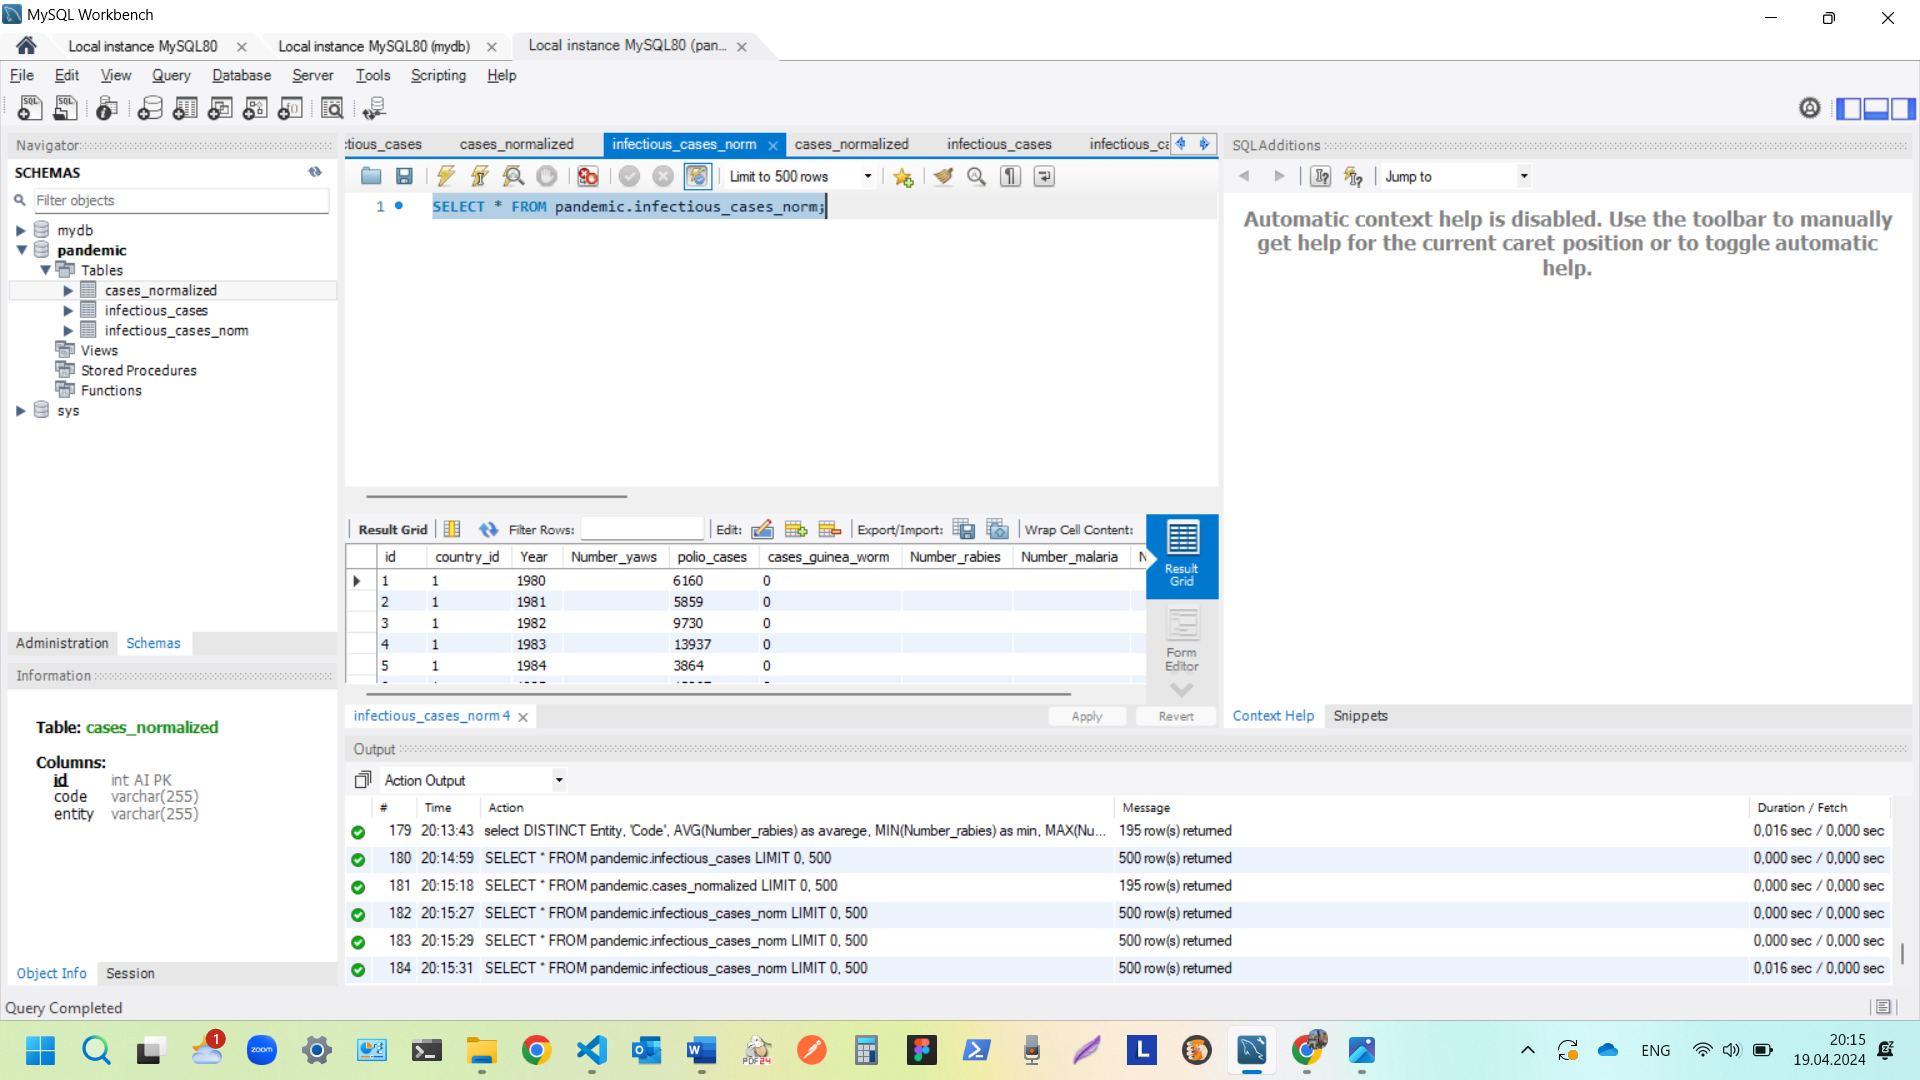 MySQL Workbench
Local instance MySQL80
Local instance MySQL80 (mydb)
Local instance MySQL80 (pan...
File Edit View Query Database Server Tools Scripting Help
Navigator
SCHEMAS
Filter objects
mydb
pandemic
Tables
cases_normalized
infectious_cases
infectious_cases_norm
Views
Stored Procedures
Functions
sys
Administration Schemas
Information
Table: cases_normalized
Columns:
id int AI PK
code varchar(255)
entity varchar(255)
Object Info Session
tious_cases cases_normalized infectious_cases_norm cases_normalized infectious_cases infectious_ca
Limit to 500 rows
1 SELECT * FROM pandemic.infectious_cases_norm;
Result Grid Filter Rows: Edit: Export/Import: Wrap Cell Content:
id country_id Year Number_yaws polio_cases cases_guinea_worm Number_rabies Number_malaria N
1 1 1980 6160 0
2 1 1981 5859 0
3 1 1982 9730 0
4 1 1983 13937 0
5 1 1984 3864 0
Result Grid
Form Editor
infectious_cases_norm 4
Apply Revert
SQLAdditions
Jump to
Automatic context help is disabled. Use the toolbar to manually
get help for the current caret position or to toggle automatic
help.
Context Help Snippets
Output
Action Output
# Time Action Message Duration / Fetch
179 20:13:43 select DISTINCT Entity, 'Code', AVG(Number_rabies) as avarege, MIN(Number_rabies) as min, MAX(Nu... 195 row(s) returned 0,016 sec / 0,000 sec
180 20:14:59 SELECT * FROM pandemic.infectious_cases LIMIT 0, 500 500 row(s) returned 0,000 sec / 0,000 sec
181 20:15:18 SELECT * FROM pandemic.cases_normalized LIMIT 0, 500 195 row(s) returned 0,000 sec / 0,000 sec
182 20:15:27 SELECT * FROM pandemic.infectious_cases_norm LIMIT 0, 500 500 row(s) returned 0,000 sec / 0,000 sec
183 20:15:29 SELECT * FROM pandemic.infectious_cases_norm LIMIT 0, 500 500 row(s) returned 0,000 sec / 0,000 sec
184 20:15:31 SELECT * FROM pandemic.infectious_cases_norm LIMIT 0, 500 500 row(s) returned 0,016 sec / 0,000 sec
Query Completed
1
zoom
PDF24
L
ENG
20:15
19.04.2024